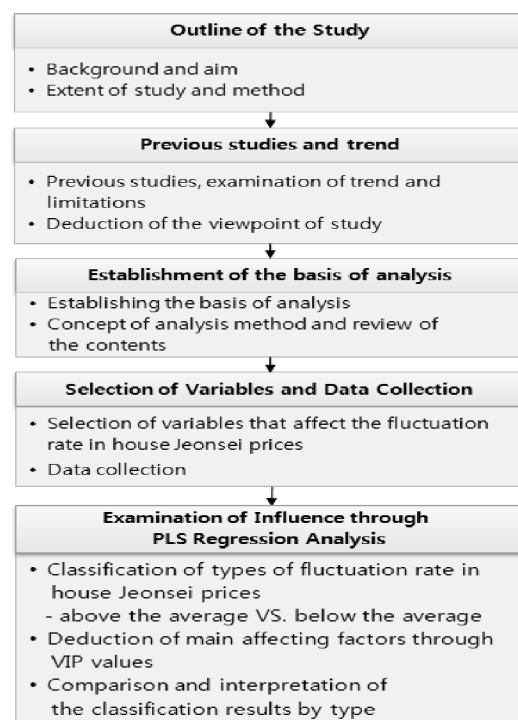 Outline of the Study
• Background and aim
• Extent of study and method
Previous studies and trend
• Previous studies, examination of trend and
limitations
• Deduction of the viewpoint of study
Establishment of the basis of analysis
• Establishing the basis of analysis
• Concept of analysis method and review of
the contents
Selection of Variables and Data Collection
• Selection of variables that affect the fluctuation
rate in house Jeonsei prices
• Data collection
Examination of Influence through
PLS Regression Analysis
• Classification of types of fluctuation rate in
house Jeonsei prices
- above the average VS. below the average
• Deduction of main affecting factors through
VIP values
• Comparison and interpretation of
the classification results by type